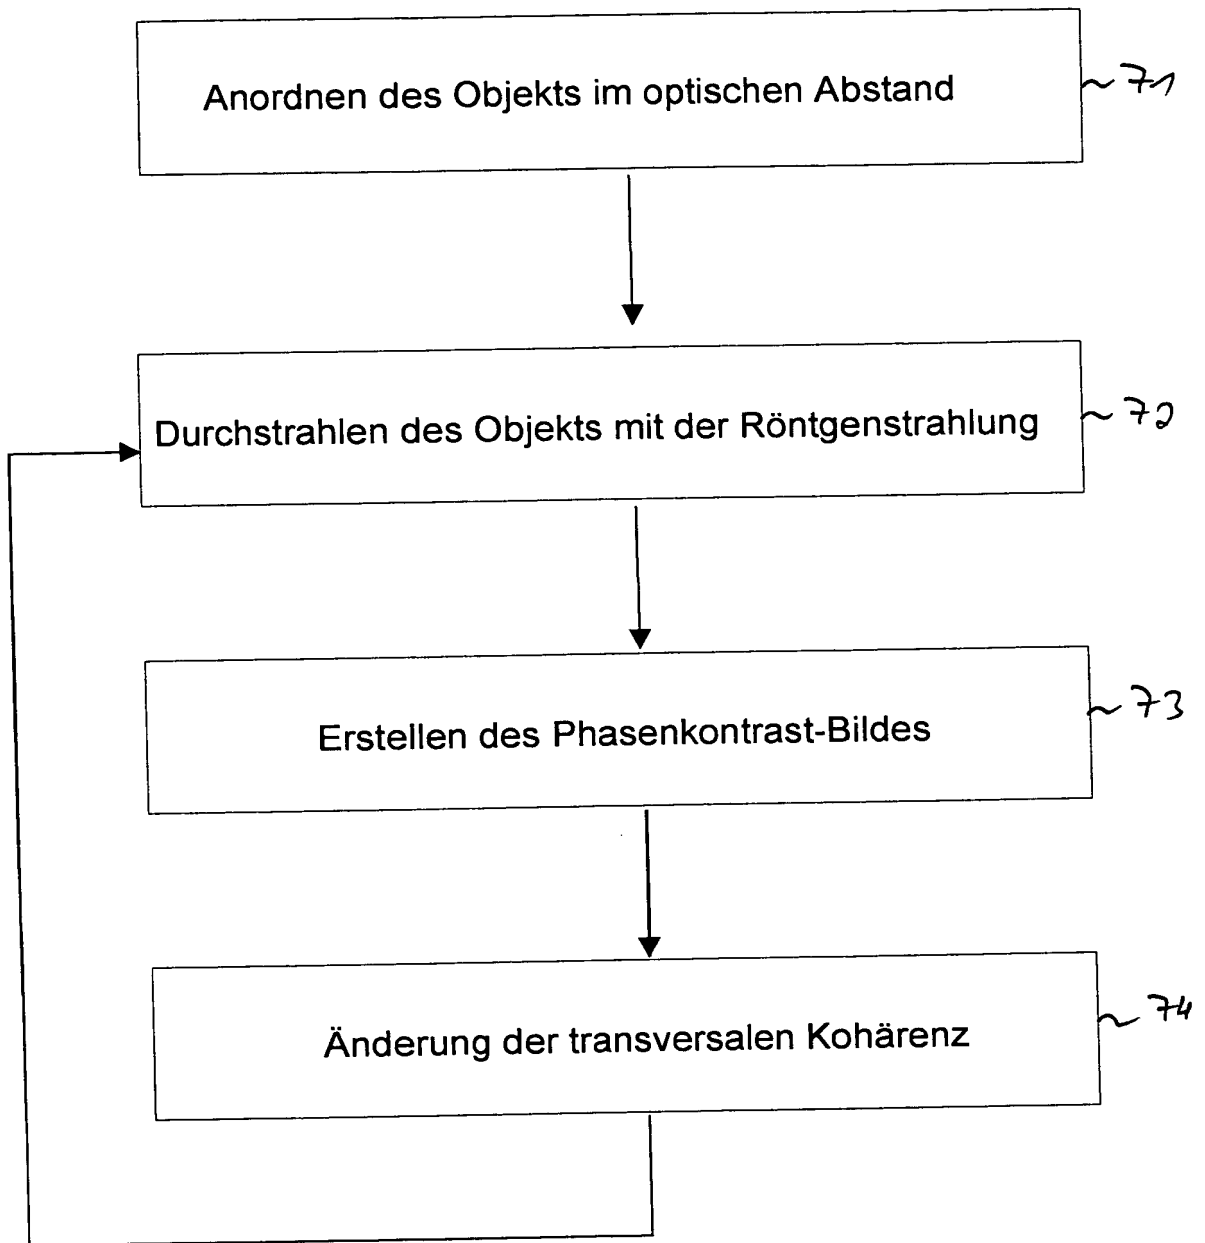 Anordnen des Objekts im optischen Abstand
~71
Durchstrahlen des Objekts mit der Röntgenstrahlung
~72
Erstellen des Phasenkontrast-Bildes
~73
Änderung der transversalen Kohärenz
~74